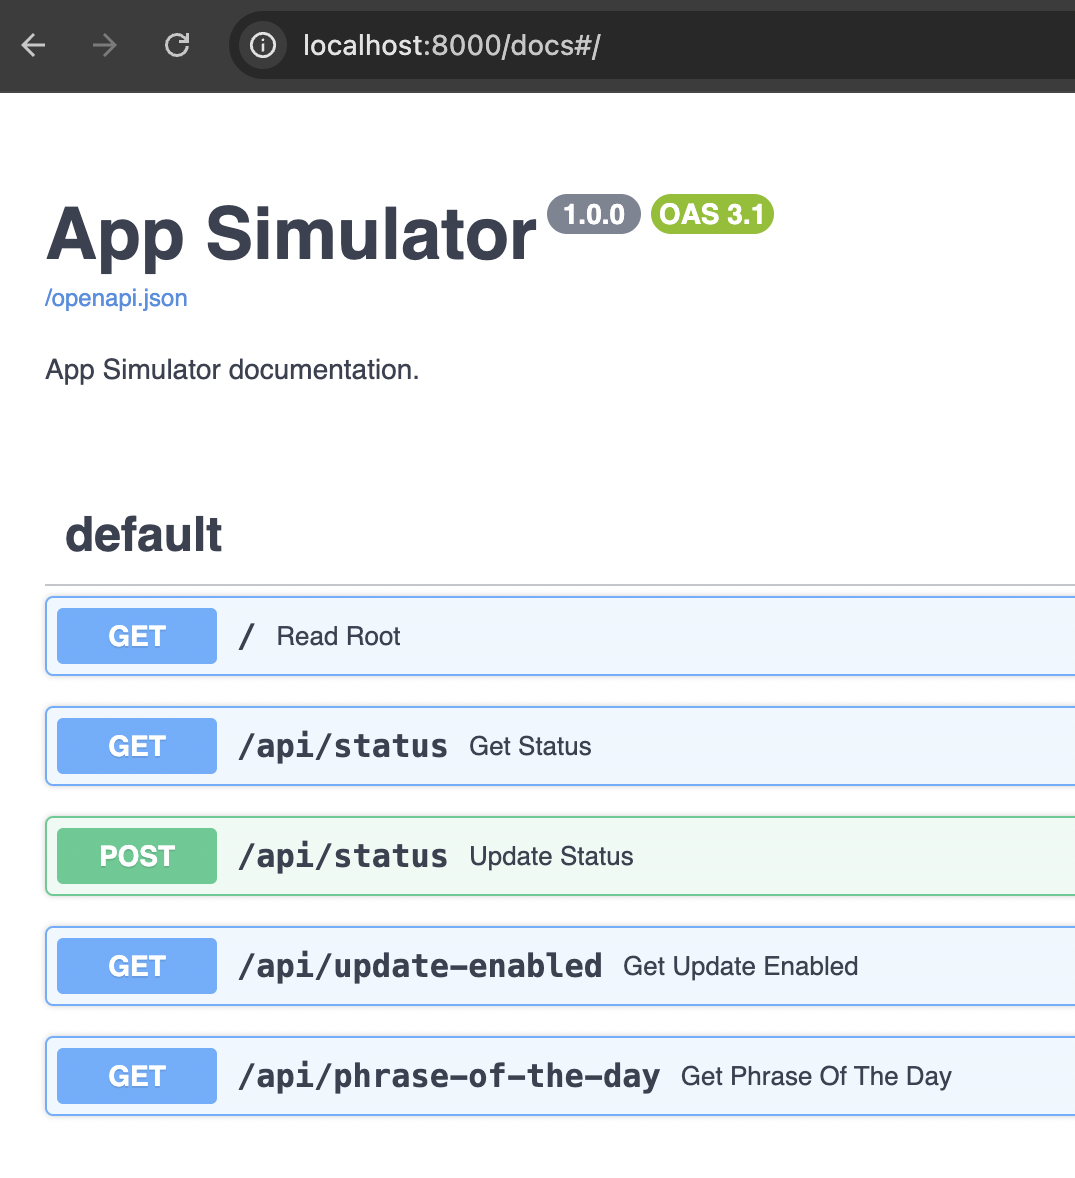 localhost:8000/docs#/
App Simulator 1.0.0 OAS 3.1
/openapi.json
App Simulator documentation.
default
GET / Read Root
GET /api/status Get Status
POST /api/status Update Status
GET /api/update-enabled Get Update Enabled
GET /api/phrase-of-the-day Get Phrase Of The Day